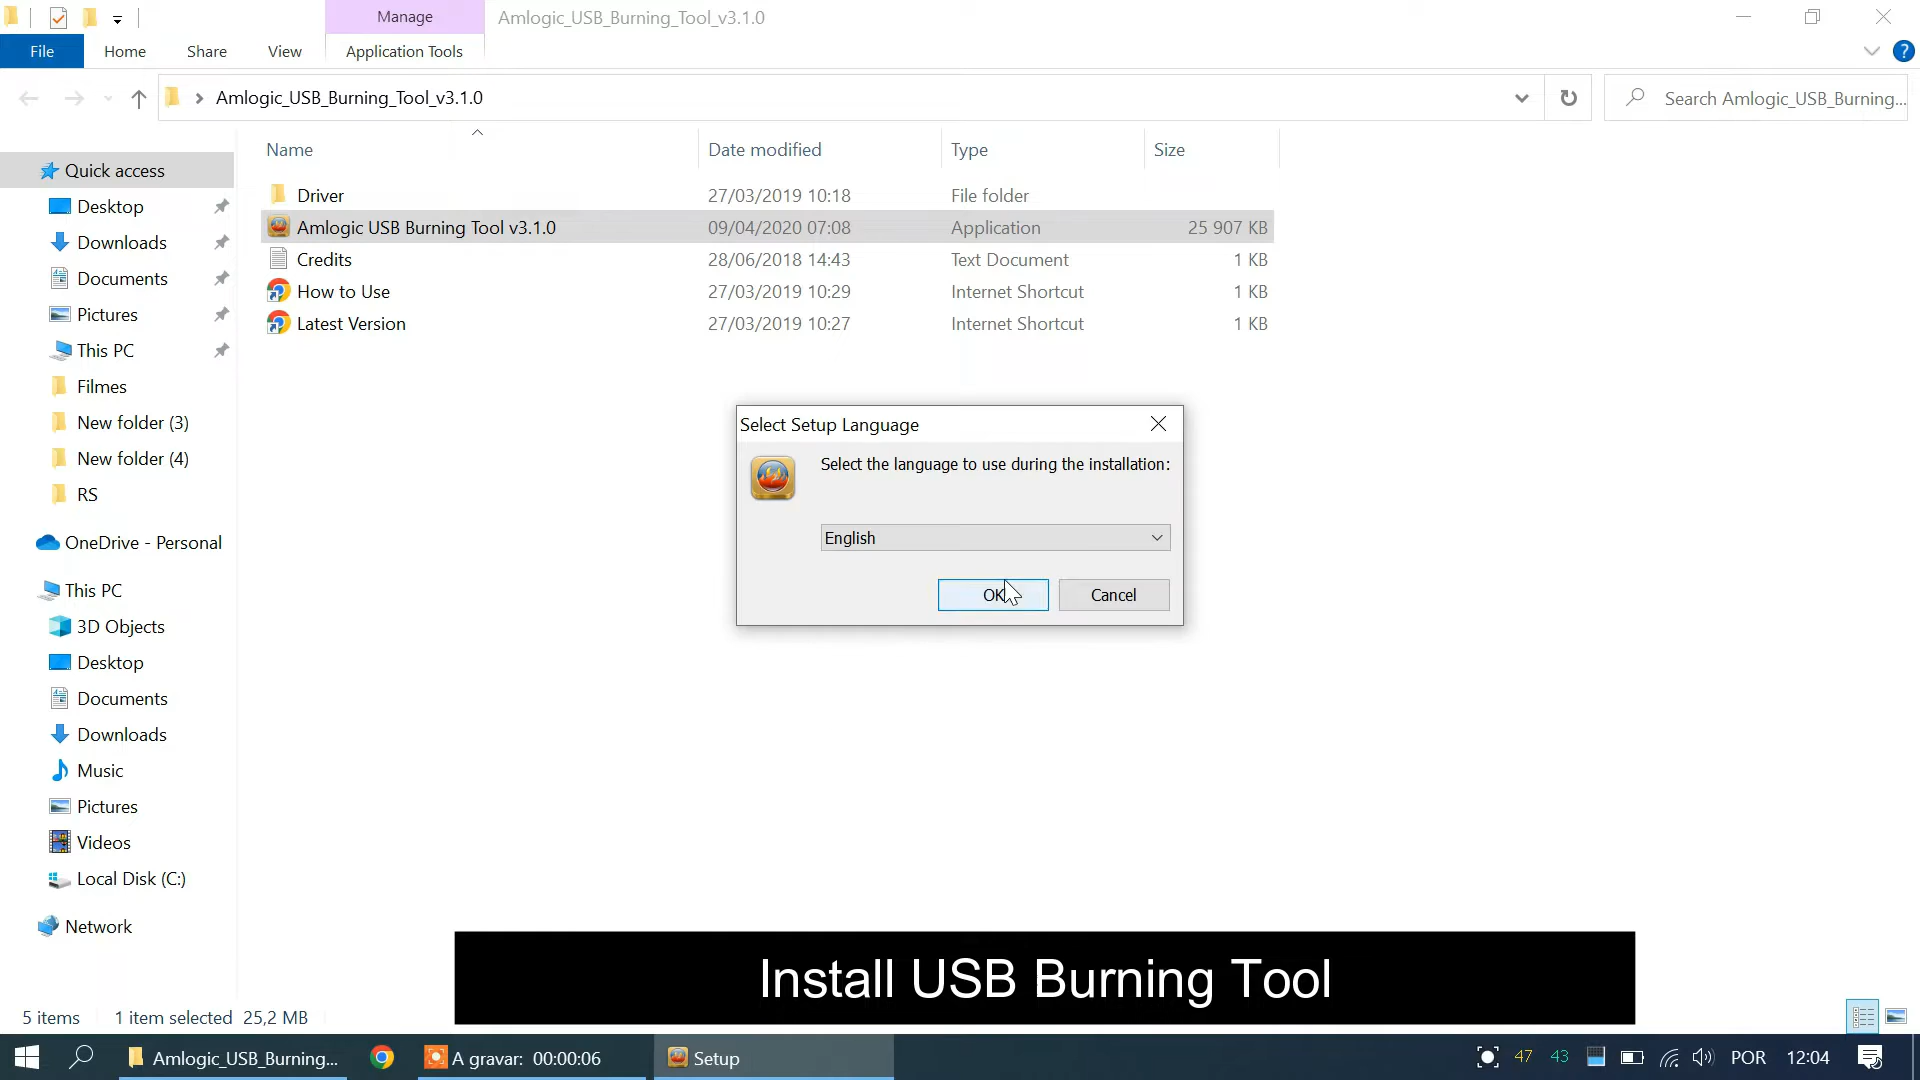 Manage
Amlogic_USB_Burning_Tool_v3.1.0
File
Home
Share
View
Application Tools
?
Amlogic_USB_Burning_Tool_v3.1.0
Search Amlogic_USB_Burning...
Name
Date modified
Type
Size
Driver
27/03/2019 10:18
File folder
Amlogic USB Burning Tool v3.1.0
09/04/2020 07:08
Application
25 907 KB
Credits
28/06/2018 14:43
Text Document
1 KB
How to Use
27/03/2019 10:29
Internet Shortcut
1 KB
Latest Version
27/03/2019 10:27
Internet Shortcut
1 KB
Quick access
Desktop
Downloads
Documents
Pictures
This PC
Filmes
New folder (3)
New folder (4)
RS
OneDrive - Personal
This PC
3D Objects
Desktop
Documents
Downloads
Music
Pictures
Videos
Local Disk (C:)
Network
Select Setup Language
Select the language to use during the installation:
English
OK
Cancel
Install USB Burning Tool
5 items
1 item selected 25,2 MB
Amlogic_USB_Burning...
A gravar: 00:00:06
Setup
47
43
POR
12:04